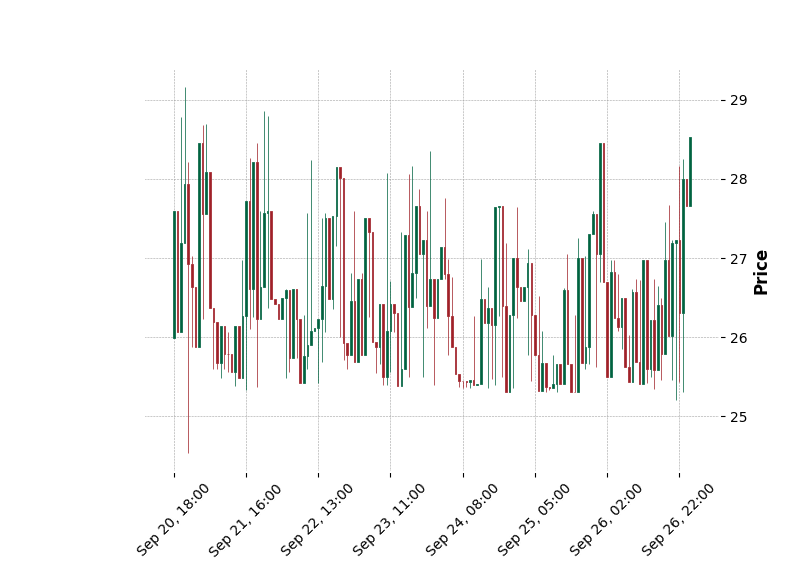 29
28
27
26
25
Price
Sep 20, 18:00
Sep 21, 16:00
Sep 22, 13:00
Sep 23, 11:00
Sep 24, 08:00
Sep 25, 05:00
Sep 26, 02:00
Sep 26, 22:00